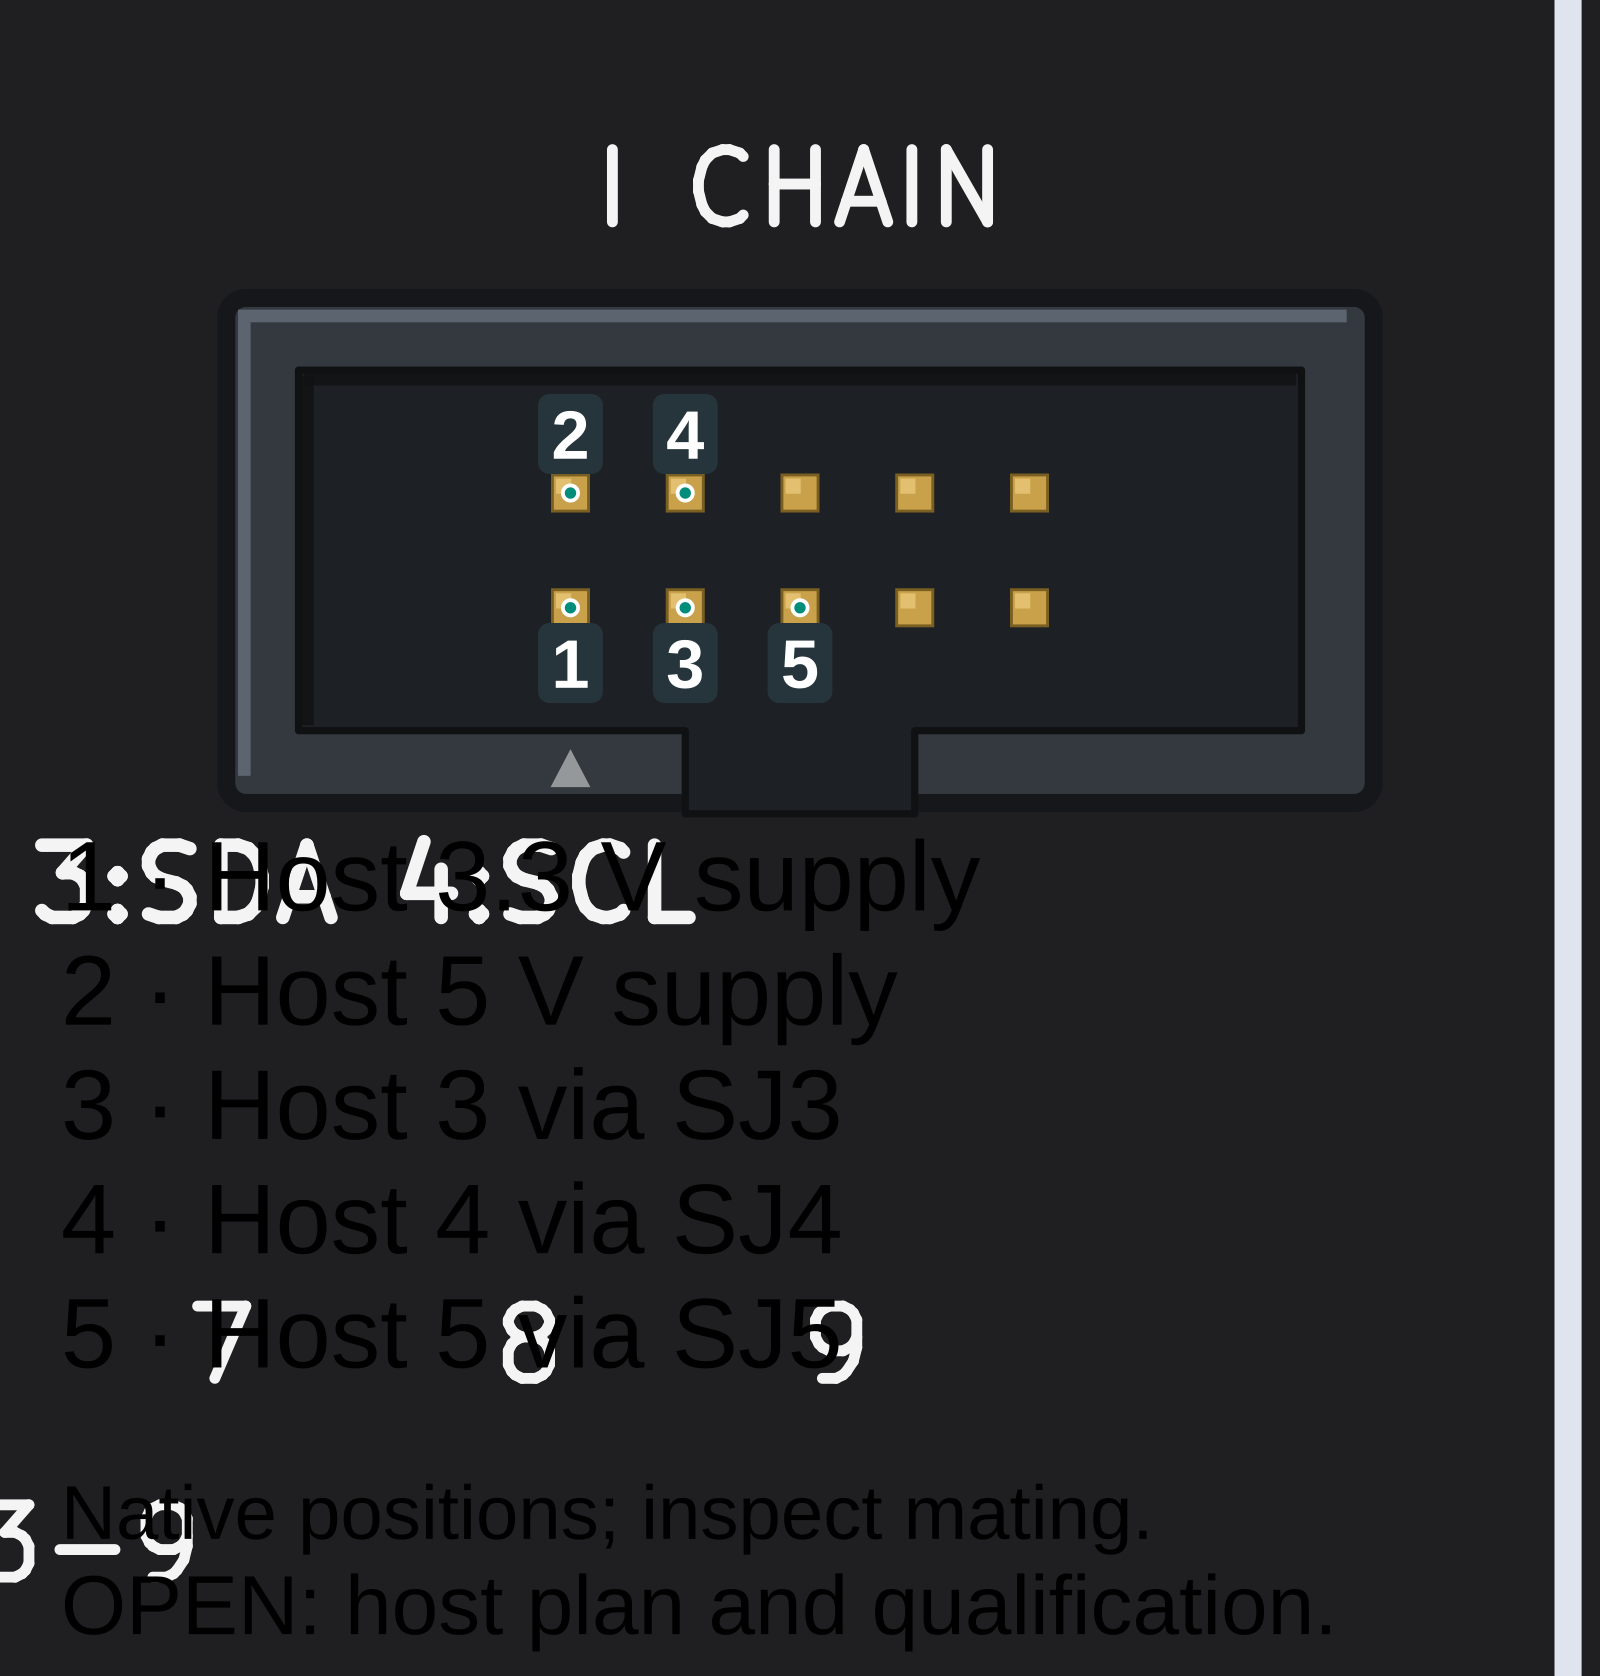 I CHAIN
2 4
1 3 5
3:SDA 4:SCL
1 · Host 3.3 V supply
2 · Host 5 V supply
3 · Host 3 via SJ3
4 · Host 4 via SJ4
5 · Host 5 via SJ5
7 8 9
Native positions; inspect mating.
3–9
OPEN: host plan and qualification.